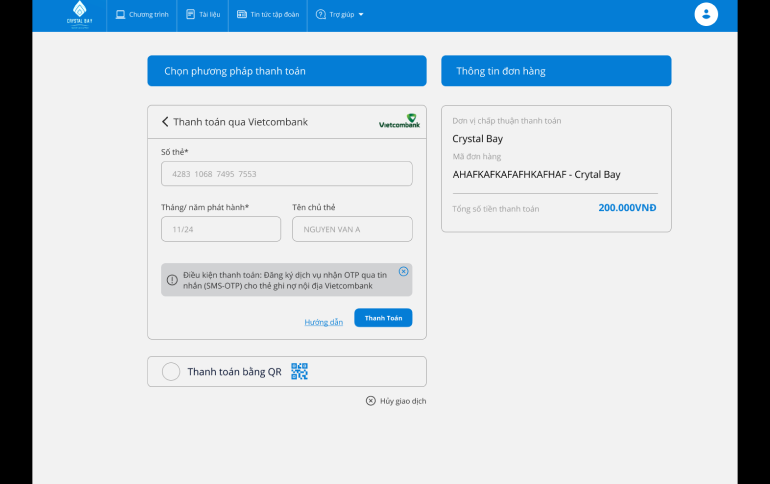 CRYSTAL BAY
Chương trình
Tài liệu
Tin tức tập đoàn
Trợ giúp
Chọn phương pháp thanh toán
Thông tin đơn hàng
Thanh toán qua Vietcombank
Vietcombank
Số thẻ*
4283 1068 7495 7553
Tháng/ năm phát hành*
Tên chủ thẻ
11/24
NGUYEN VAN A
Điều kiện thanh toán: Đăng ký dịch vụ nhận OTP qua tin
nhắn (SMS-OTP) cho thẻ ghi nợ nội địa Vietcombank
Hướng dẫn
Thanh Toán
Thanh toán bằng QR
Hủy giao dịch
Đơn vị chấp thuận thanh toán
Crystal Bay
Mã đơn hàng
AHAFKAFKAFAFHKAFHAF - Crytal Bay
Tổng số tiền thanh toán
200.000VNĐ